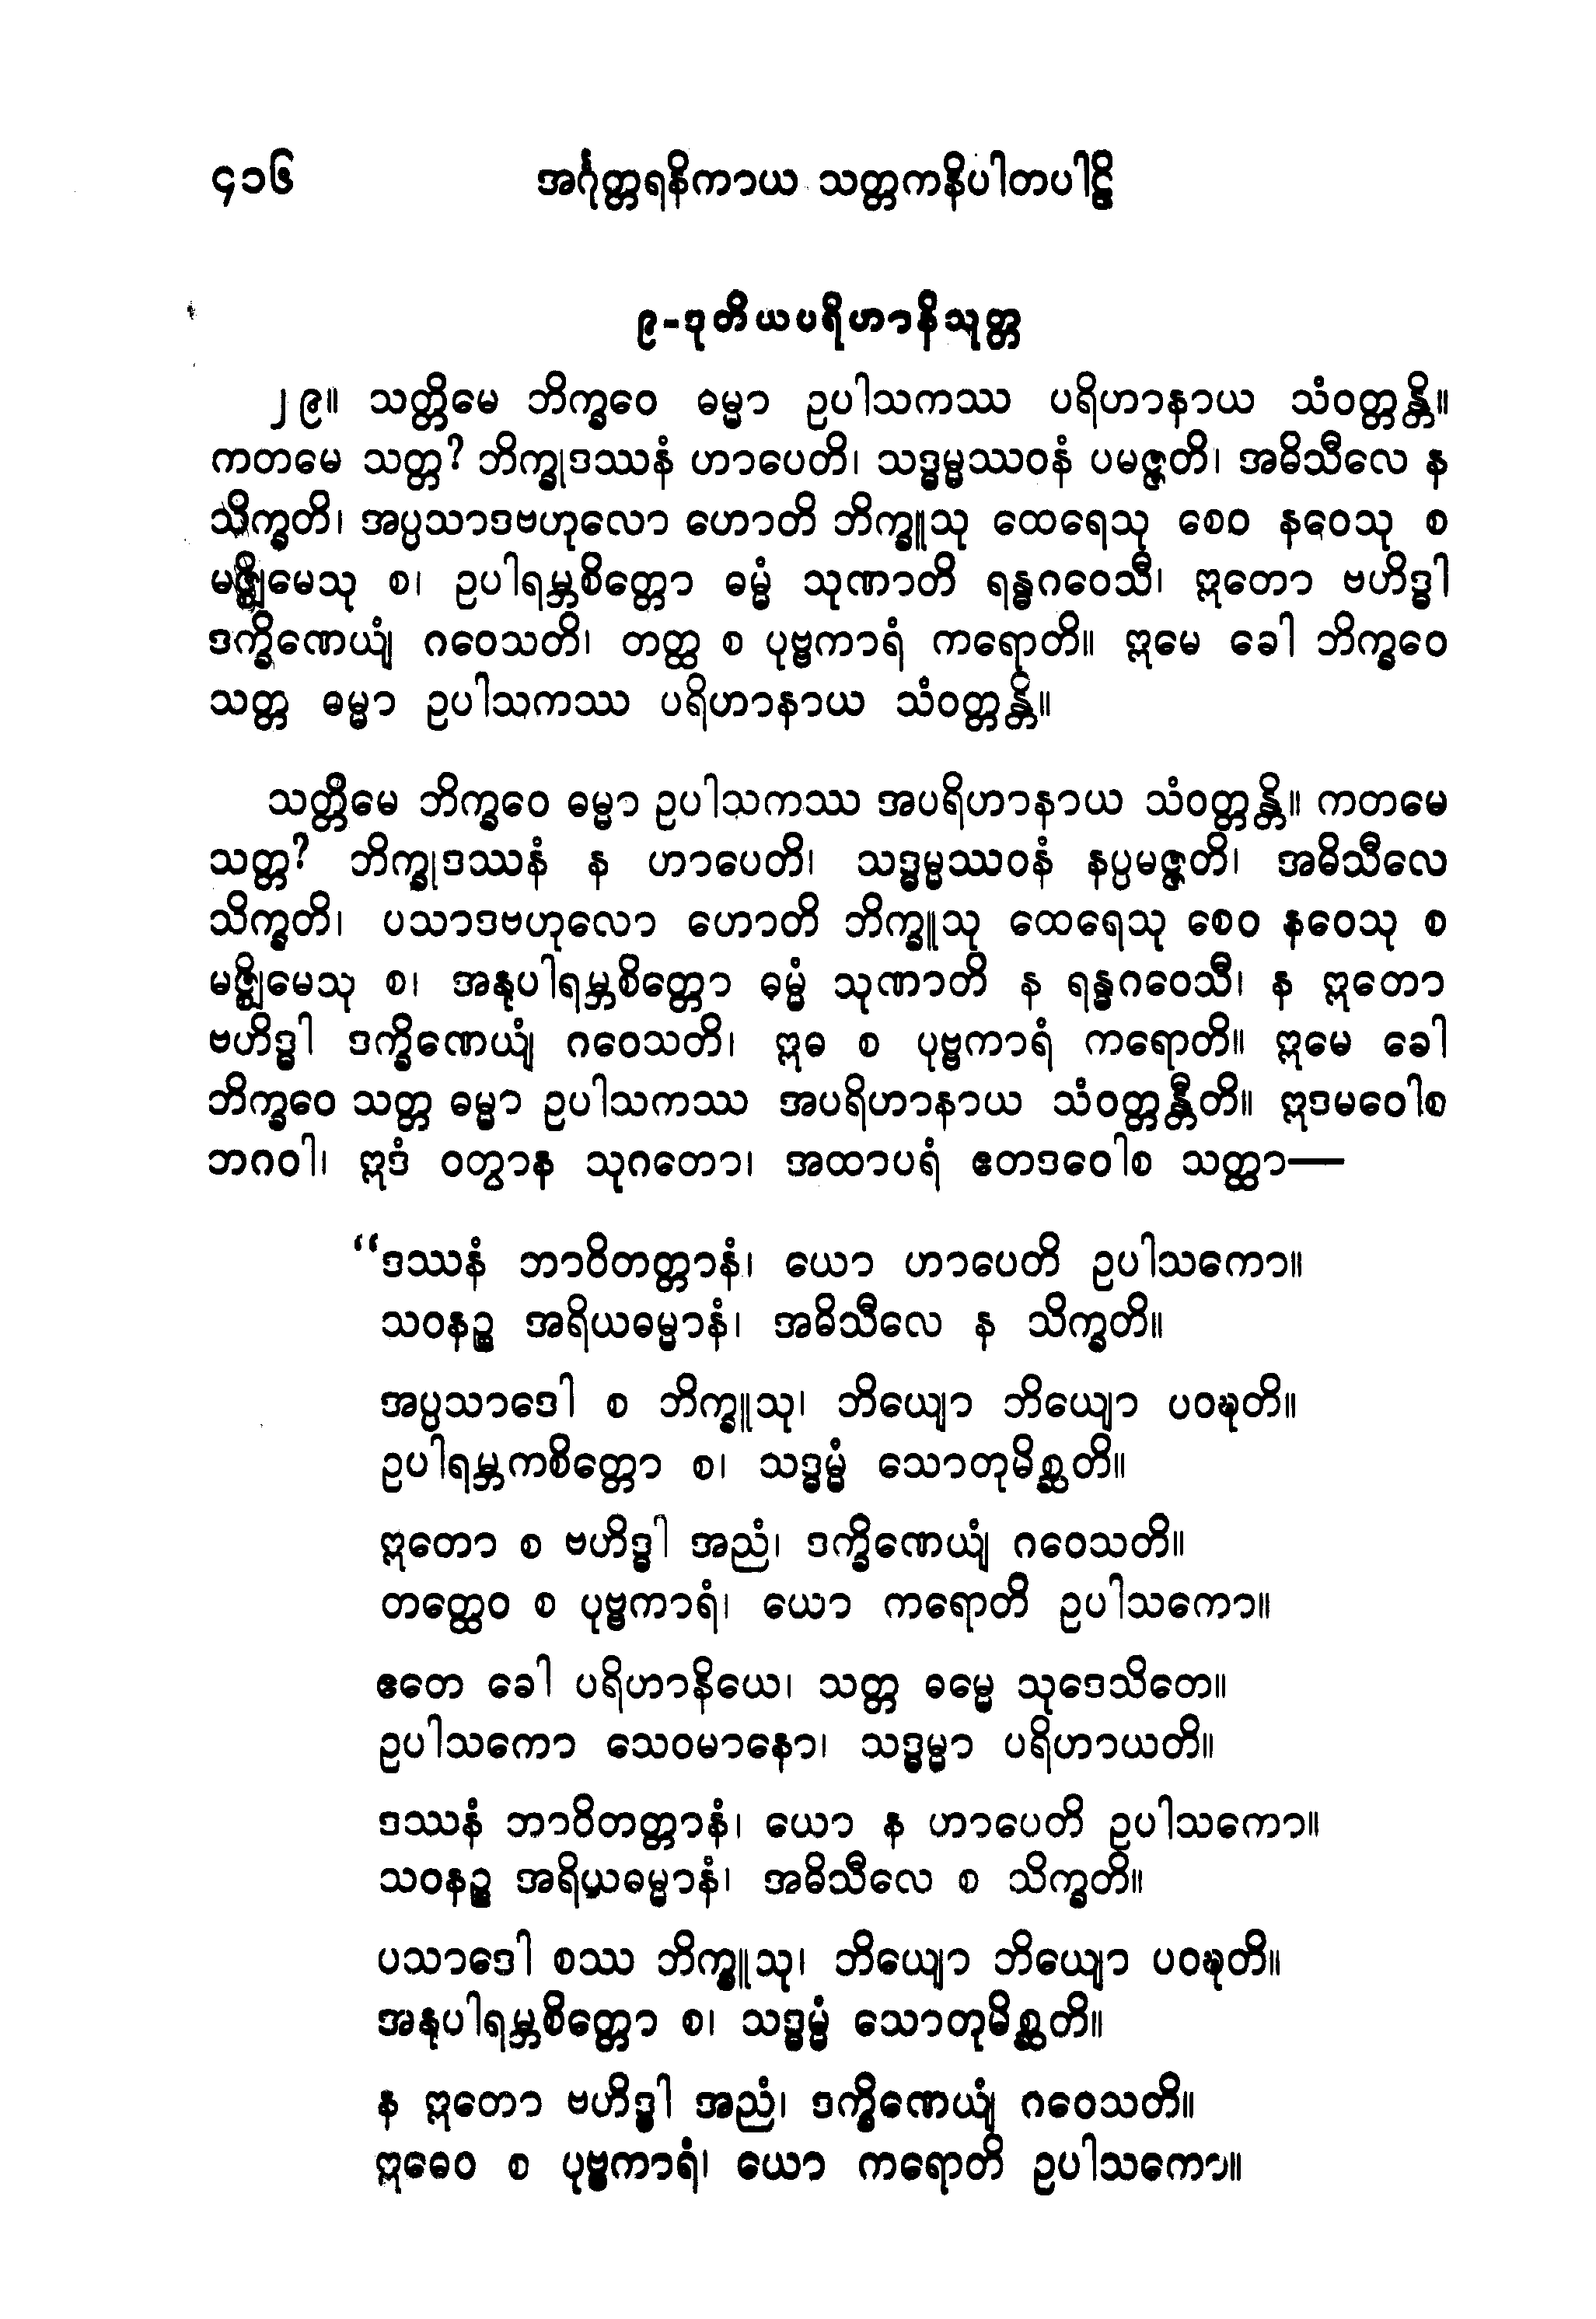 ၄၁၆ အင်္ဂုတ္တရနိကာယ သတ္တကနိပါတပါဠိ
၉-ဒုတိယပရိဟာနိသုတ္တ
၂၉။ သတ္တိမေ ဘိက္ခဝေ ဓမ္မာ ဥပါသကဿ ပရိဟာနာယ သံဝတ္တန္တိ။
ကတမေ သတ္တ? ဘိက္ခုဒဿနံ ဟာပေတိ၊ သဒ္ဓမ္မဿဝနံ ပမဇ္ဇတိ၊ အဓိသီလေ န
သိက္ခတိ၊ အပ္ပသာဒဗဟုလော ဟောတိ ဘိက္ခူသု ထေရေသု စေဝ နဝေသု စ
မဇ္ဈိမေသု စ၊ ဥပါရမ္ဘစိတ္တော ဓမ္မံ သုဏာတိ ရန္ဓဂဝေသီ၊ ဣတော ဗဟိဒ္ဓါ
ဒက္ခိဏေယျံ ဂဝေသတိ၊ တတ္ထ စ ပုဗ္ဗကာရံ ကရောတိ။ ဣမေ ခေါ ဘိက္ခဝေ
သတ္တ ဓမ္မာ ဥပါသကဿ ပရိဟာနာယ သံဝတ္တန္တိ။
သတ္တိမေ ဘိက္ခဝေ ဓမ္မာ ဥပါသကဿ အပရိဟာနာယ သံဝတ္တန္တိ။ ကတမေ
သတ္တ? ဘိက္ခုဒဿနံ န ဟာပေတိ၊ သဒ္ဓမ္မဿဝနံ နပ္ပမဇ္ဇတိ၊ အဓိသီလေ
သိက္ခတိ၊ ပသာဒဗဟုလော ဟောတိ ဘိက္ခူသု ထေရေသု စေဝ နဝေသု စ
မဇ္ဈိမေသု စ၊ အနုပါရမ္ဘစိတ္တော ဓမ္မံ သုဏာတိ န ရန္ဓဂဝေသီ၊ န ဣတော
ဗဟိဒ္ဓါ ဒက္ခိဏေယျံ ဂဝေသတိ၊ ဣဓ စ ပုဗ္ဗကာရံ ကရောတိ။ ဣမေ ခေါ
ဘိက္ခဝေ သတ္တ ဓမ္မာ ဥပါသကဿ အပရိဟာနာယ သံဝတ္တန္တီတိ။ ဣဒမဝေါစ
ဘဂဝါ၊ ဣဒံ ဝတွာန သုဂတော၊ အထာပရံ ဧတဒဝေါစ သတ္ထာ—
“ဒဿနံ ဘာဝိတတ္တာနံ၊ ယော ဟာပေတိ ဥပါသကော။
သဝနဉ္စ အရိယဓမ္မာနံ၊ အဓိသီလေ န သိက္ခတိ။
အပ္ပသာဒေါ စ ဘိက္ခူသု၊ ဘိယျော ဘိယျော ပဝဍ္ဎတိ။
ဥပါရမ္ဘကစိတ္တော စ၊ သဒ္ဓမ္မံ သောတုမိစ္ဆတိ။
ဣတော စ ဗဟိဒ္ဓါ အညံ၊ ဒက္ခိဏေယျံ ဂဝေသတိ။
တတ္ထေဝ စ ပုဗ္ဗကာရံ၊ ယော ကရောတိ ဥပါသကော။
ဧတေ ခေါ ပရိဟာနိယေ၊ သတ္တ ဓမ္မေ သုဒေသိတေ။
ဥပါသကော သေဝမာနော၊ သဒ္ဓမ္မာ ပရိဟာယတိ။
ဒဿနံ ဘာဝိတတ္တာနံ၊ ယော န ဟာပေတိ ဥပါသကော။
သဝနဉ္စ အရိယဓမ္မာနံ၊ အဓိသီလေ စ သိက္ခတိ။
ပသာဒေါ စဿ ဘိက္ခူသု၊ ဘိယျော ဘိယျော ပဝဍ္ဎတိ။
အနုပါရမ္ဘစိတ္တော စ၊ သဒ္ဓမ္မံ သောတုမိစ္ဆတိ။
န ဣတော ဗဟိဒ္ဓါ အညံ၊ ဒက္ခိဏေယျံ ဂဝေသတိ။
ဣဓေဝ စ ပုဗ္ဗကာရံ၊ ယော ကရောတိ ဥပါသကော။